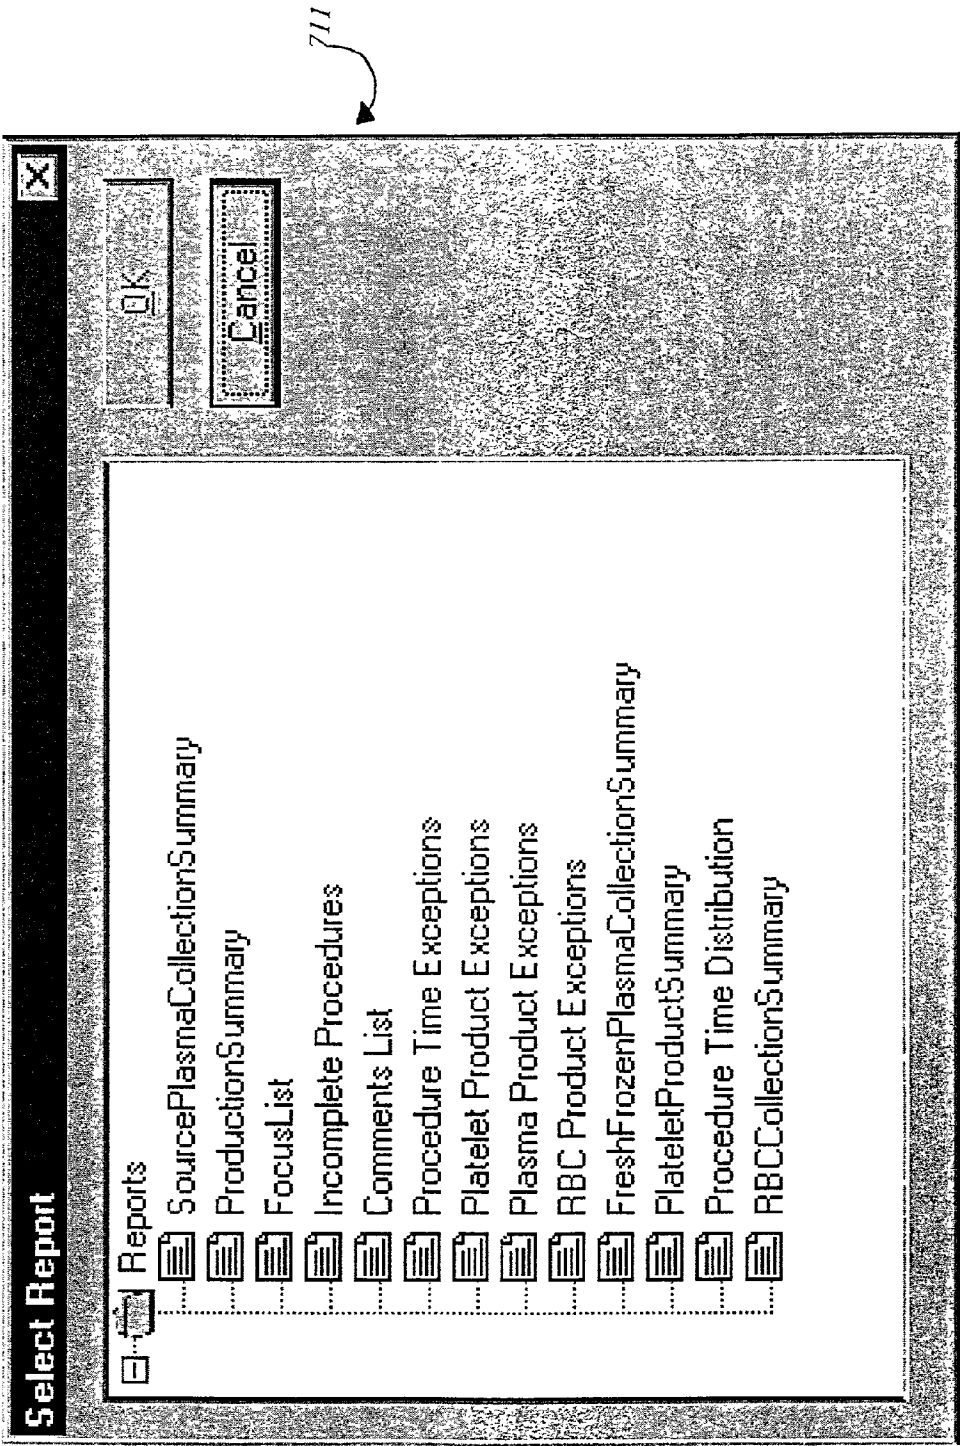 711
Select Report
Reports
SourcePlasmaCollectionSummary
ProductionSummary
FocusList
Incomplete Procedures
Comments List
Procedure Time Exceptions
Platelet Product Exceptions
Plasma Product Exceptions
RBC Product Exceptions
FreshFrozenPlasmaCollectionSummary
PlateletProductSummary
Procedure Time Distribution
RBCCollectionSummary
OK
Cancel